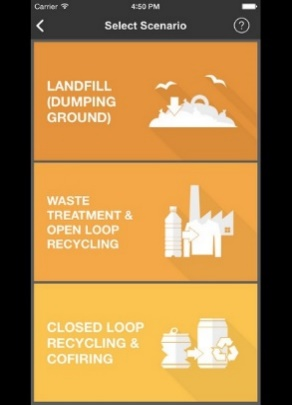 Carrier 4:50 PM
Select Scenario ?
LANDFILL
(DUMPING
GROUND)
WASTE
TREATMENT &
OPEN LOOP
RECYCLING
CLOSED LOOP
RECYCLING &
COFIRING